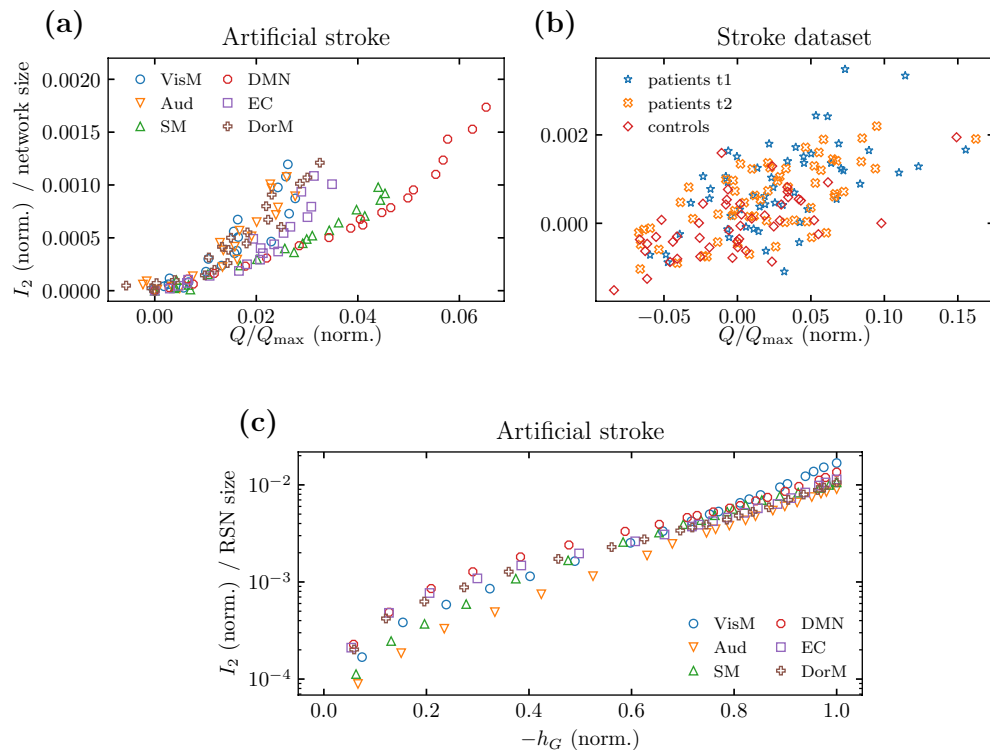 (a)
Artificial stroke
I₂ (norm.) / network size
0.0020
0.0015
0.0010
0.0005
0.0000
VisM
DMN
Aud
EC
SM
DorM
0.00
0.02
0.04
0.06
Q/Qmax (norm.)
(b)
Stroke dataset
0.002
0.000
patients t1
patients t2
controls
−0.05
0.00
0.05
0.10
0.15
Q/Qmax (norm.)
(c)
Artificial stroke
I₂ (norm.) / RSN size
10⁻²
10⁻³
10⁻⁴
VisM
DMN
Aud
EC
SM
DorM
0.0
0.2
0.4
0.6
0.8
1.0
−h_G (norm.)